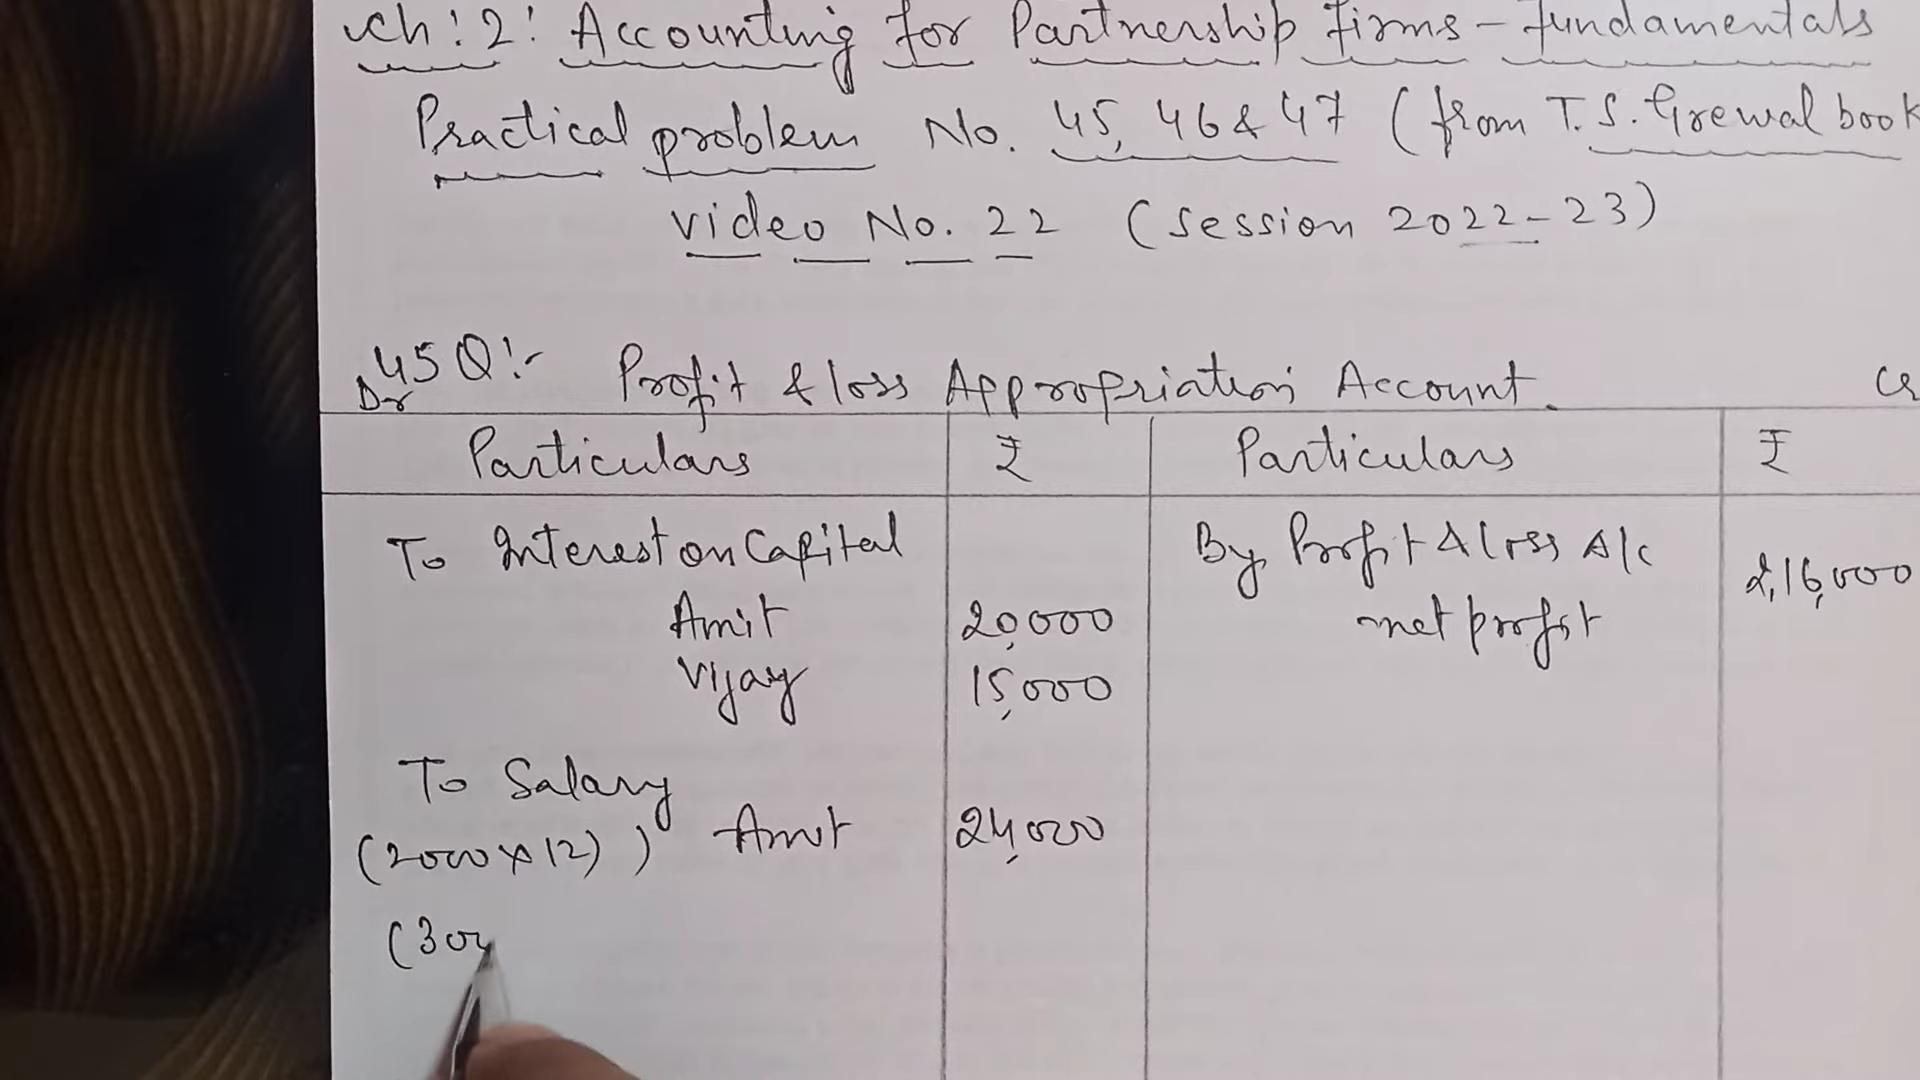 Ch: 2: Accounting for Partnership firms - fundamentals
Practical problem No. 45, 46 & 47 (from T.S. Grewal book
Video No. 22 (Session 2022-23)
45 Q:- Profit & loss Appropriation Account.
Dr Cr
Particulars ₹ Particulars ₹
To Interest on Capital By Profit & loss A/c 2,16,000
Amit 20,000 net profit
Vijay 15,000
To Salary
(2000 x 12) ) Amit 24,000
(300